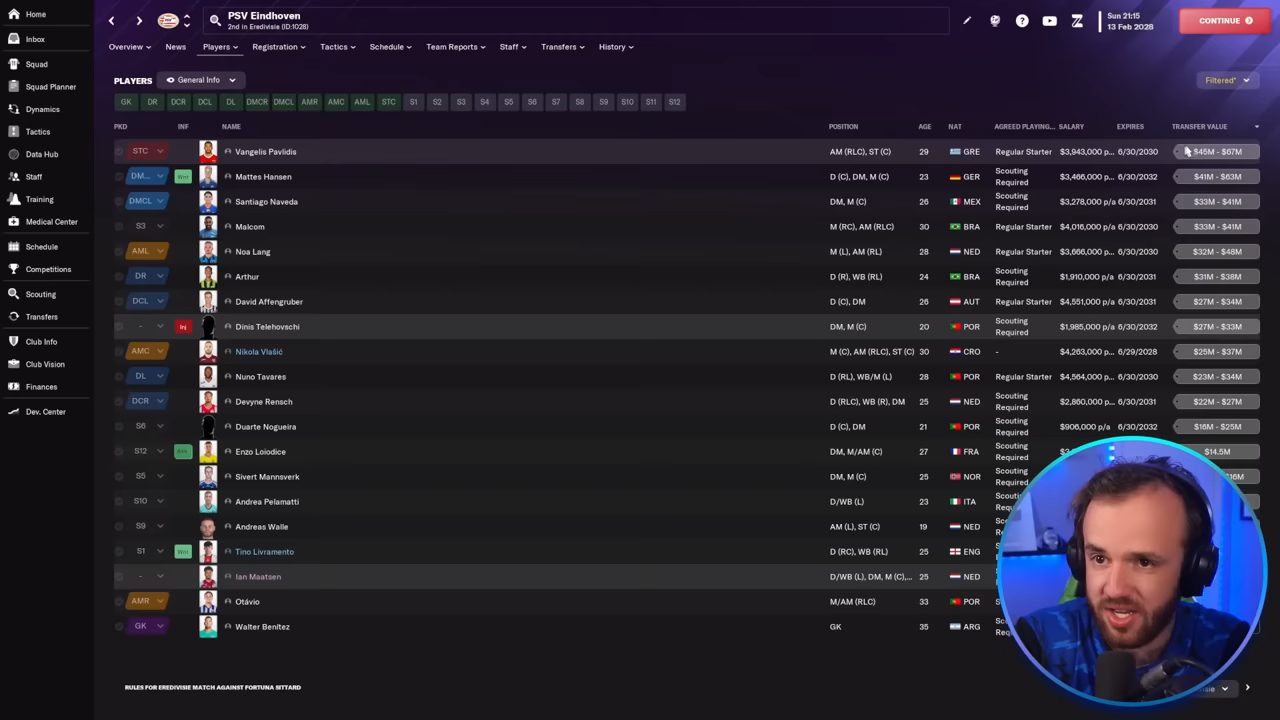 Home
Inbox
Squad
Squad Planner
Dynamics
Tactics
Data Hub
Staff
Training
Medical Center
Schedule
Competitions
Scouting
Transfers
Club Info
Club Vision
Finances
Dev. Center
PSV Eindhoven
2nd in Eredivisie (ID:1028)
Sun 21:15
13 Feb 2028
CONTINUE
Overview News Players Registration Tactics Schedule Team Reports Staff Transfers History
PLAYERS General Info Filtered*
GK DR DCR DCL DL DMCR DMCL AMR AMC AML STC S1 S2 S3 S4 S5 S6 S7 S8 S9 S10 S11 S12
PKD INF NAME POSITION AGE NAT AGREED PLAYING... SALARY EXPIRES TRANSFER VALUE
STC Vangelis Pavlidis AM (RLC), ST (C) 29 GRE Regular Starter $3,943,000 p... 6/30/2030 $45M - $67M
DM... Wnt Mattes Hansen D (C), DM, M (C) 23 GER Scouting Required $3,466,000 p... 6/30/2032 $41M - $63M
DMCL Santiago Naveda DM, M (C) 26 MEX Scouting Required $3,278,000 p... 6/30/2031 $33M - $41M
S3 Malcom M (RC), AM (RLC) 30 BRA Regular Starter $4,016,000 p... 6/30/2030 $33M - $41M
AML Noa Lang M (L), AM (RL) 28 NED Regular Starter $3,666,000 p... 6/30/2030 $32M - $48M
DR Arthur D (R), WB (RL) 24 BRA Scouting Required $1,910,000 p/a 6/30/2031 $31M - $38M
DCL David Affengruber D (C), DM 26 AUT Regular Starter $4,551,000 p/a 6/30/2031 $27M - $34M
- Inj Dinis Telehovschi DM, M (C) 20 POR Scouting Required $1,985,000 p/a 6/30/2032 $27M - $33M
AMC Nikola Vlašić M (C), AM (RLC), ST (C) 30 CRO - $4,263,000 p/a 6/29/2028 $25M - $37M
DL Nuno Tavares D (RL), WB/M (L) 28 POR Regular Starter $4,564,000 p/a 6/30/2030 $23M - $34M
DCR Devyne Rensch D (RLC), WB (R), DM 25 NED Scouting Required $2,860,000 p/a 6/30/2031 $22M - $27M
S6 Duarte Nogueira D (C), DM 21 POR Scouting Required $906,000 p/a 6/30/2032 $16M - $25M
S12 Enzo Loiodice DM, M/AM (C) 27 FRA Scouting Required $14.5M
S5 Sivert Mannsverk DM, M (C) 25 NOR Scouting Required
S10 Andrea Pelamatti D/WB (L) 23 ITA Scouting Required
S9 Andreas Walle AM (L), ST (C) 19 NED
S1 Wnt Tino Livramento D (RC), WB (RL) 25 ENG
- Ian Maatsen D/WB (L), DM, M (C),... 25 NED
AMR Otávio M/AM (RLC) 33 POR
GK Walter Benítez GK 35 ARG
RULES FOR EREDIVISIE MATCH AGAINST FORTUNA SITTARD